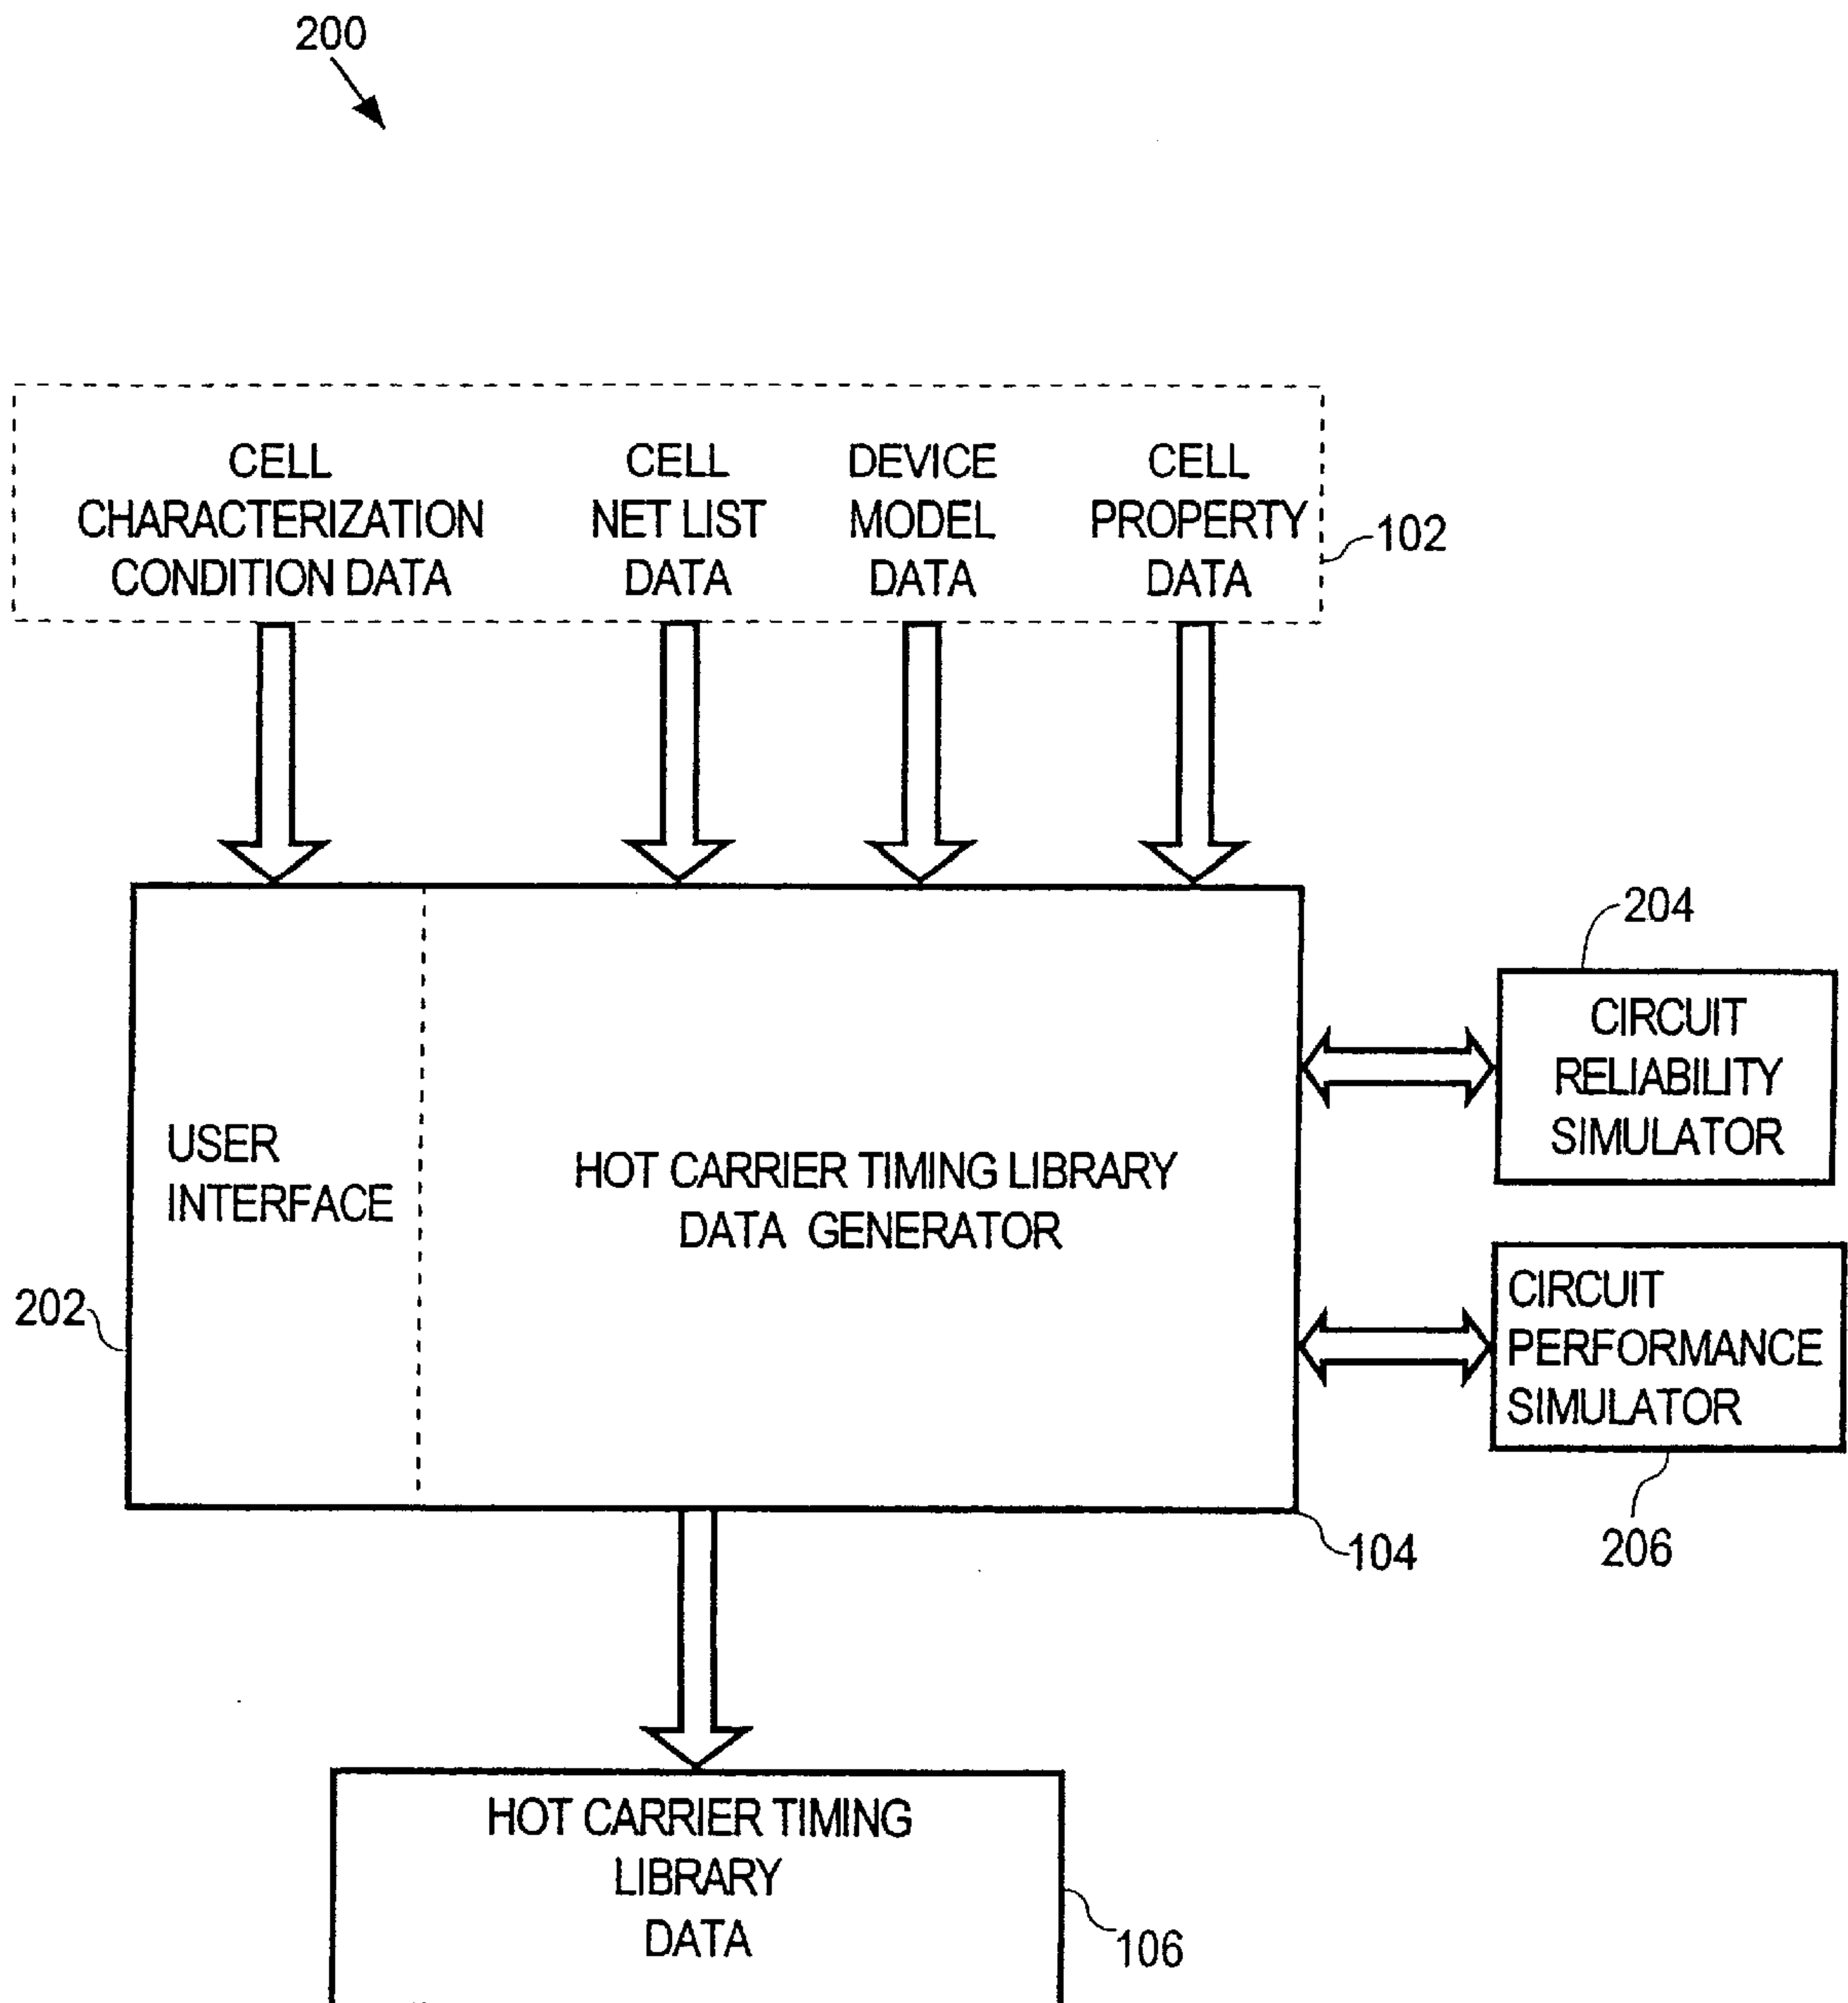 200
CELL
CHARACTERIZATION
CONDITION DATA
CELL
NET LIST
DATA
DEVICE
MODEL
DATA
CELL
PROPERTY
DATA
102
USER
INTERFACE
202
HOT CARRIER TIMING LIBRARY
DATA GENERATOR
104
204
CIRCUIT
RELIABILITY
SIMULATOR
CIRCUIT
PERFORMANCE
SIMULATOR
206
HOT CARRIER TIMING
LIBRARY
DATA
106